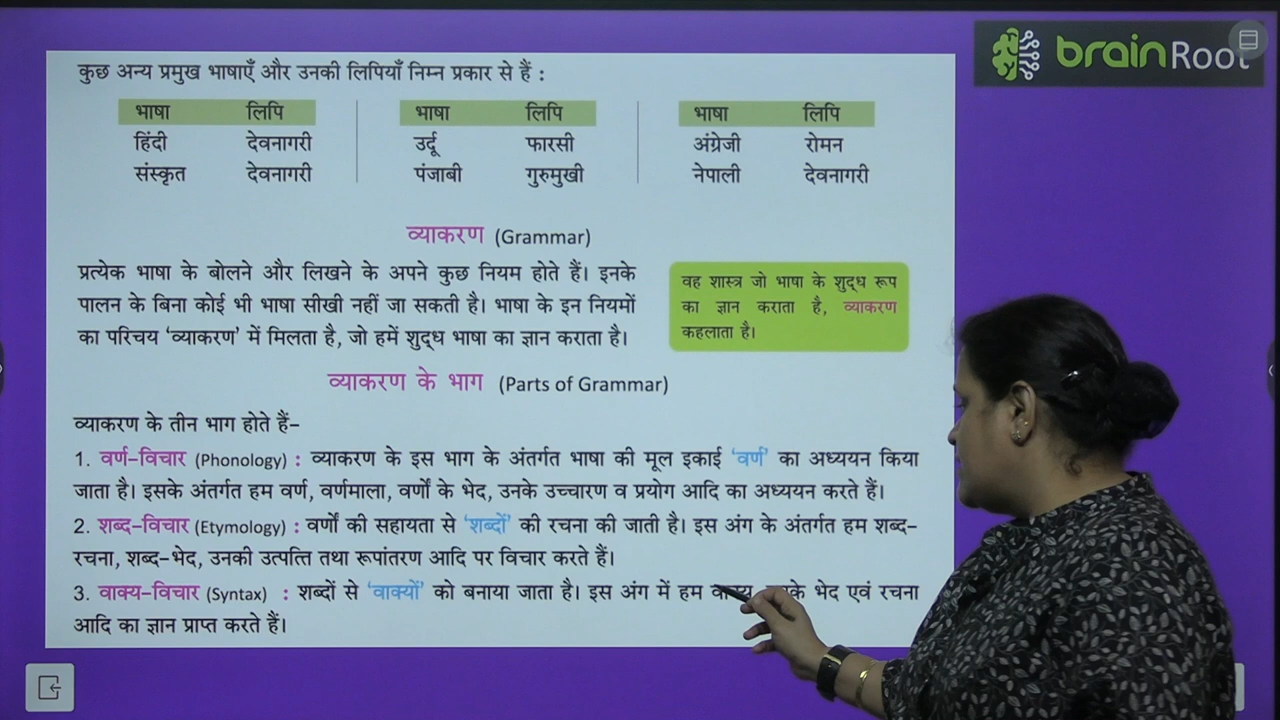 brainRoot
कुछ अन्य प्रमुख भाषाएँ और उनकी लिपियाँ निम्न प्रकार से हैं :
भाषा लिपि भाषा लिपि भाषा लिपि
हिंदी देवनागरी उर्दू फारसी अंग्रेजी रोमन
संस्कृत देवनागरी पंजाबी गुरुमुखी नेपाली देवनागरी
व्याकरण (Grammar)
प्रत्येक भाषा के बोलने और लिखने के अपने कुछ नियम होते हैं। इनके
पालन के बिना कोई भी भाषा सीखी नहीं जा सकती है। भाषा के इन नियमों
का परिचय ‘व्याकरण’ में मिलता है, जो हमें शुद्ध भाषा का ज्ञान कराता है।
वह शास्त्र जो भाषा के शुद्ध रूप
का ज्ञान कराता है, व्याकरण
कहलाता है।
व्याकरण के भाग (Parts of Grammar)
व्याकरण के तीन भाग होते हैं–
1. वर्ण–विचार (Phonology) : व्याकरण के इस भाग के अंतर्गत भाषा की मूल इकाई ‘वर्ण’ का अध्ययन किया
जाता है। इसके अंतर्गत हम वर्ण, वर्णमाला, वर्णों के भेद, उनके उच्चारण व प्रयोग आदि का अध्ययन करते हैं।
2. शब्द–विचार (Etymology) : वर्णों की सहायता से ‘शब्दों’ की रचना की जाती है। इस अंग के अंतर्गत हम शब्द–
रचना, शब्द–भेद, उनकी उत्पत्ति तथा रूपांतरण आदि पर विचार करते हैं।
3. वाक्य–विचार (Syntax) : शब्दों से ‘वाक्यों’ को बनाया जाता है। इस अंग में हम भेद एवं रचना
आदि का ज्ञान प्राप्त करते हैं।